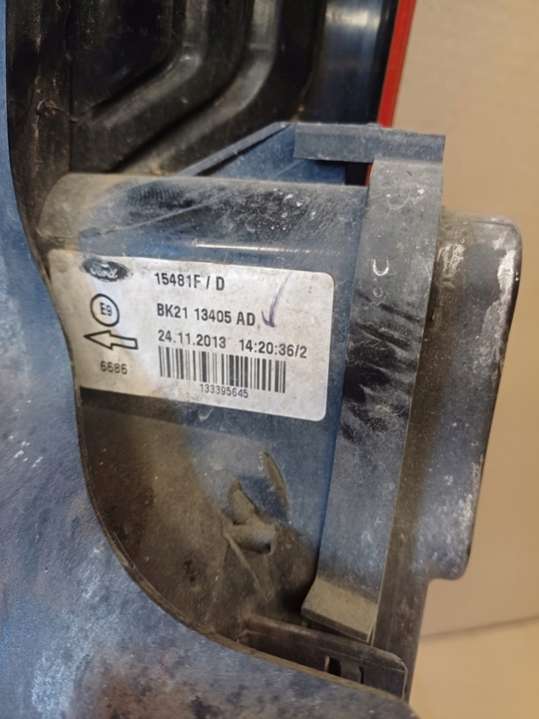 Ford
15481F / D
E9
BK21 13405 AD
24.11.2013 14:20:36/2
6686
133395645